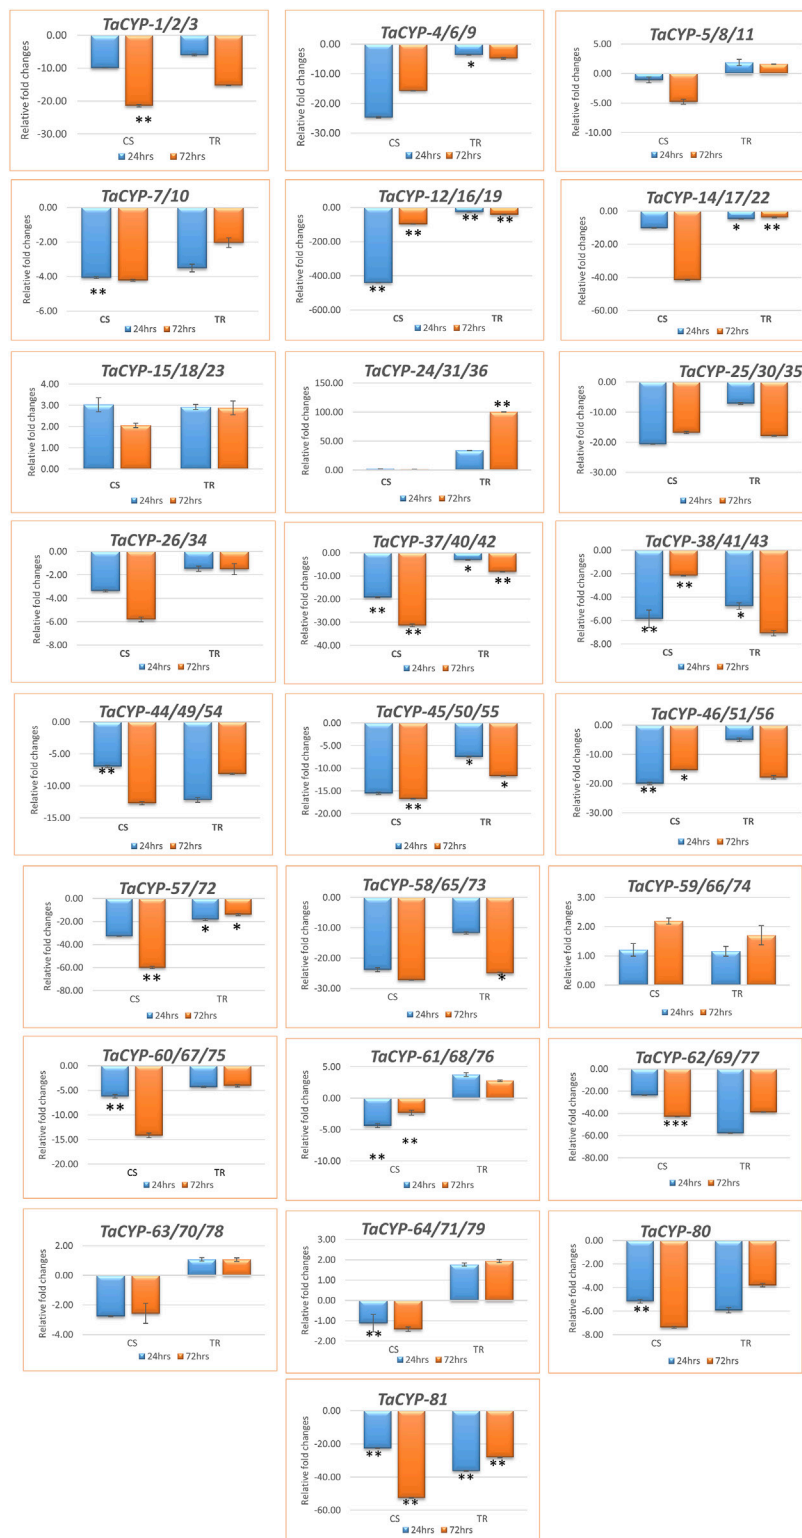 TaCYP-1/2/3
Relative fold changes
0.00
-10.00
-20.00
-30.00
**
CS TR
24hrs 72hrs
TaCYP-4/6/9
Relative fold changes
0.00
-10.00
-20.00
-30.00
*
CS TR
24hrs 72hrs
TaCYP-5/8/11
Relative fold changes
5.00
0.00
-5.00
-10.00
CS TR
24hrs 72hrs
TaCYP-7/10
Relative fold changes
0.00
-2.00
-4.00
-6.00
**
CS TR
24hrs 72hrs
TaCYP-12/16/19
Relative fold changes
0.00
-200.00
-400.00
-600.00
** ** ** **
CS TR
24hrs 72hrs
TaCYP-14/17/22
Relative fold changes
0.00
-20.00
-40.00
-60.00
* **
CS TR
24hrs 72hrs
TaCYP-15/18/23
Relative fold changes
4.00
3.00
2.00
1.00
0.00
CS TR
24hrs 72hrs
TaCYP-24/31/36
Relative fold changes
150.00
100.00
50.00
0.00
**
CS TR
24hrs 72hrs
TaCYP-25/30/35
Relative fold changes
0.00
-10.00
-20.00
-30.00
CS TR
24hrs 72hrs
TaCYP-26/34
Relative fold changes
0.00
-2.00
-4.00
-6.00
-8.00
CS TR
24hrs 72hrs
TaCYP-37/40/42
Relative fold changes
0.00
-10.00
-20.00
-30.00
-40.00
** ** * **
CS TR
24hrs 72hrs
TaCYP-38/41/43
Relative fold changes
0.00
-2.00
-4.00
-6.00
-8.00
** ** *
CS TR
24hrs 72hrs
TaCYP-44/49/54
Relative fold changes
0.00
-5.00
-10.00
-15.00
**
CS TR
24hrs 72hrs
TaCYP-45/50/55
Relative fold changes
0.00
-5.00
-10.00
-15.00
-20.00
** * *
CS TR
24hrs 72hrs
TaCYP-46/51/56
Relative fold changes
0.00
-10.00
-20.00
-30.00
** *
CS TR
24hrs 72hrs
TaCYP-57/72
Relative fold changes
0.00
-20.00
-40.00
-60.00
-80.00
** * *
CS TR
24hrs 72hrs
TaCYP-58/65/73
Relative fold changes
0.00
-10.00
-20.00
-30.00
*
CS TR
24hrs 72hrs
TaCYP-59/66/74
Relative fold changes
3.00
2.00
1.00
0.00
CS TR
24hrs 72hrs
TaCYP-60/67/75
Relative fold changes
0.00
-5.00
-10.00
-15.00
-20.00
**
CS TR
24hrs 72hrs
TaCYP-61/68/76
Relative fold changes
5.00
0.00
-5.00
-10.00
** **
CS TR
24hrs 72hrs
TaCYP-62/69/77
Relative fold changes
0.00
-20.00
-40.00
-60.00
-80.00
***
CS TR
24hrs 72hrs
TaCYP-63/70/78
Relative fold changes
2.00
0.00
-2.00
-4.00
CS TR
24hrs 72hrs
TaCYP-64/71/79
Relative fold changes
3.00
2.00
1.00
0.00
-1.00
-2.00
**
CS TR
24hrs 72hrs
TaCYP-80
Relative fold changes
0.00
-2.00
-4.00
-6.00
-8.00
**
CS TR
24hrs 72hrs
TaCYP-81
Relative fold changes
0.00
-20.00
-40.00
-60.00
** ** ** **
CS TR
24hrs 72hrs